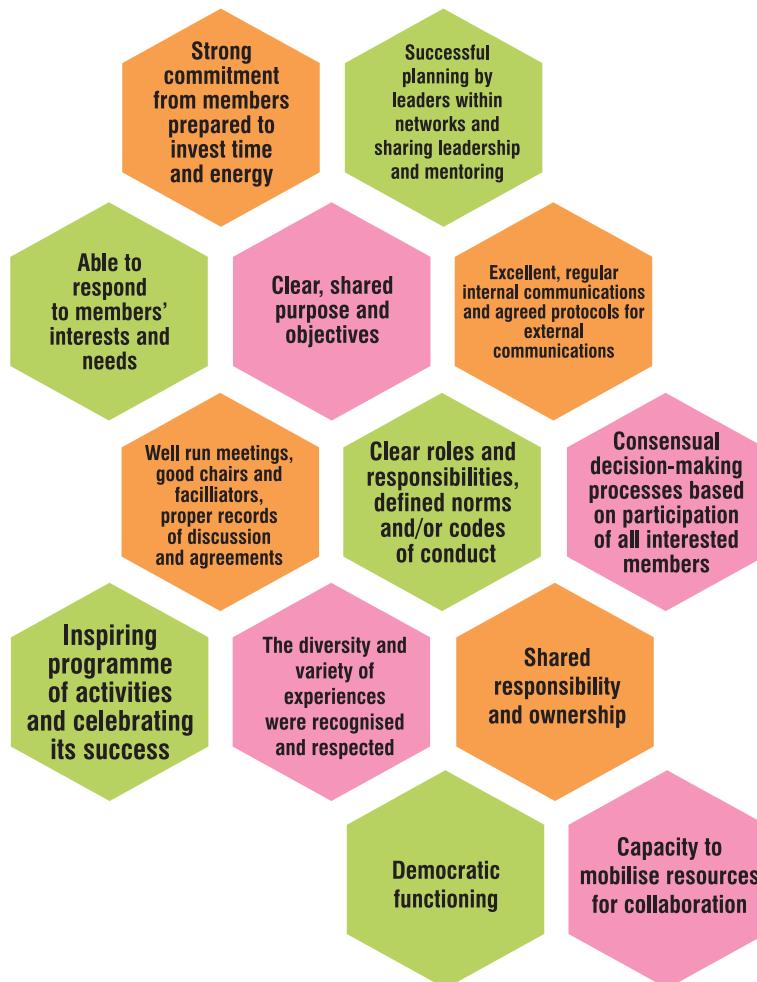 Strong
commitment
from members
prepared to
invest time
and energy
Successful
planning by
leaders within
networks and
sharing leadership
and mentoring
Able to
respond
to members’
interests and
needs
Clear, shared
purpose and
objectives
Excellent, regular
internal communications
and agreed protocols for
external
communications
Well run meetings,
good chairs and
facilliators,
proper records
of discussion
and agreements
Clear roles and
responsibilities,
defined norms
and/or codes
of conduct
Consensual
decision-making
processes based
on participation
of all interested
members
Inspiring
programme
of activities
and celebrating
its success
The diversity and
variety of
experiences
were recognised
and respected
Shared
responsibility
and ownership
Democratic
functioning
Capacity to
mobilise resources
for collaboration